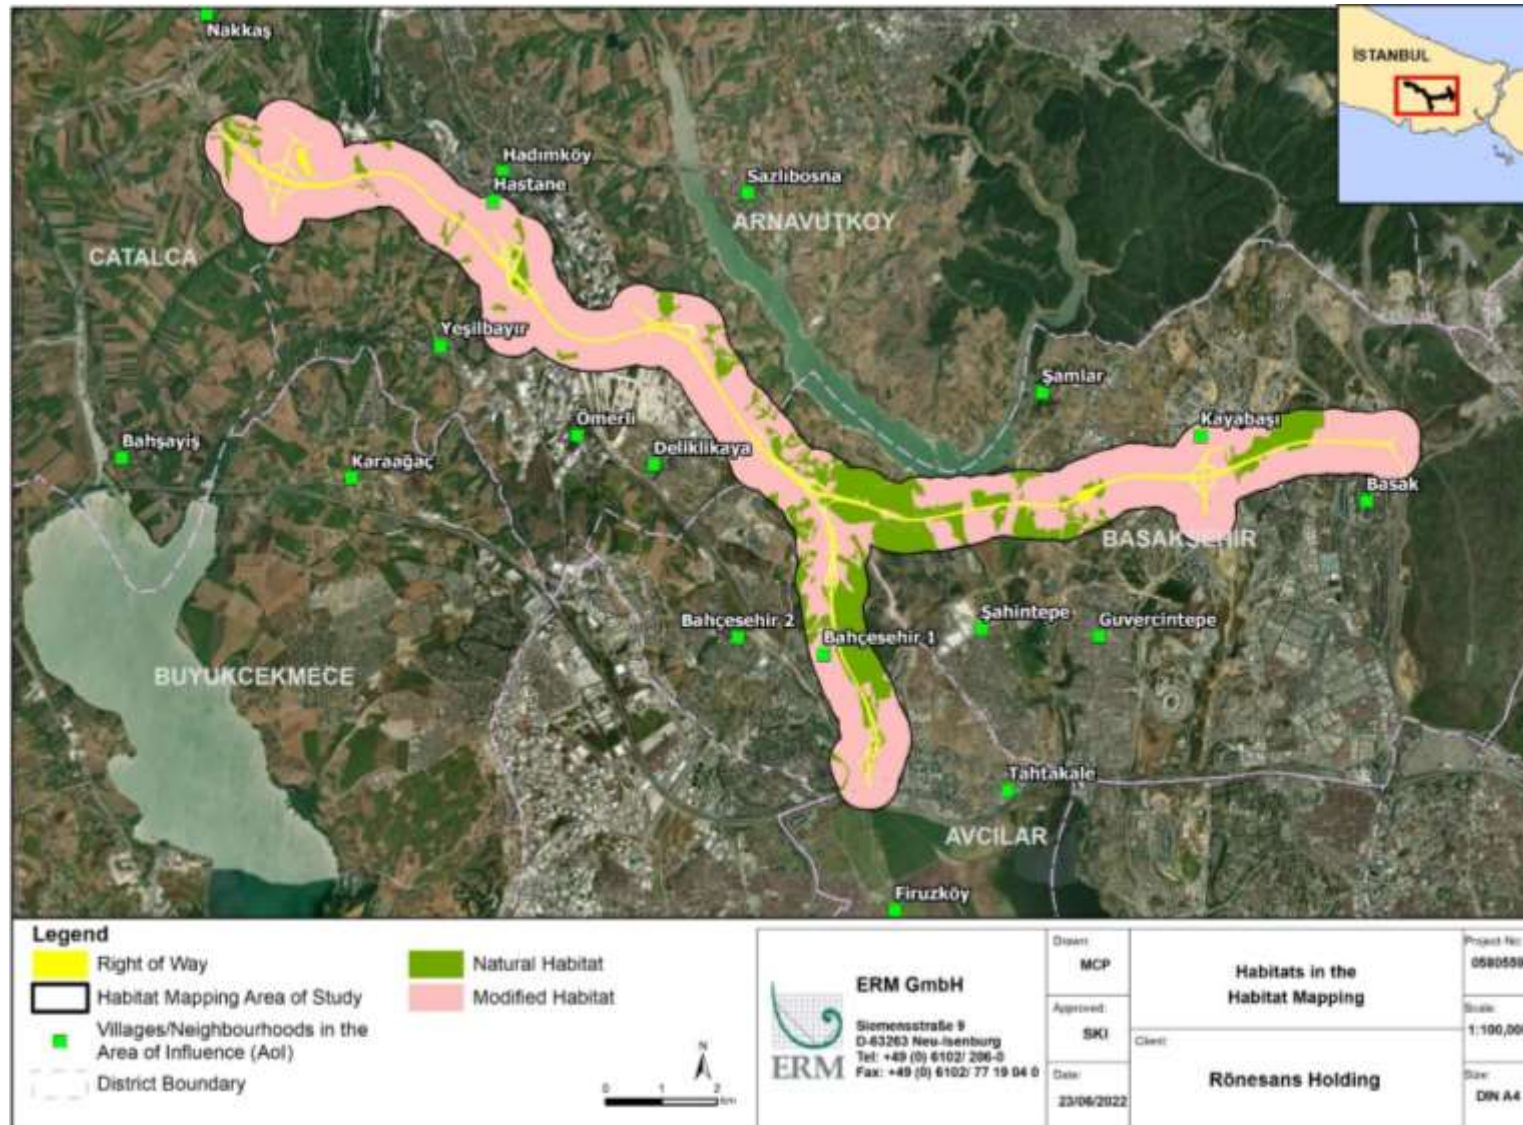 Nakkaş
İSTANBUL
Hadımköy
Hastane
Sazlıbosna
ARNAVUTKOY
CATALCA
Yeşilbayır
Şamlar
Ömerli
Kayabaşı
Bahşayiş
Deliklikaya
Karaağaç
Basak
BASAKŞEHİR
Bahçesehir 2
Şahintepe
Guvercintepe
Bahçesehir 1
BUYUKCEKMECE
Tahtakale
AVCILAR
Firuzköy
Legend
Right of Way
Habitat Mapping Area of Study
Villages/Neighbourhoods in the
Area of Influence (AoI)
District Boundary
Natural Habitat
Modified Habitat
N
0 1 2
km
ERM
ERM GmbH
Siemensstraße 9
D-63263 Neu-Isenburg
Tel: +49 (0) 6102/ 206-0
Fax: +49 (0) 6102/ 77 19 04 0
Drawn:
MCP
Approved:
SKI
Date:
23/06/2022
Habitats in the
Habitat Mapping
Client:
Rönesans Holding
Project No:
0580559
Scale:
1:100,00
Size:
DIN A4